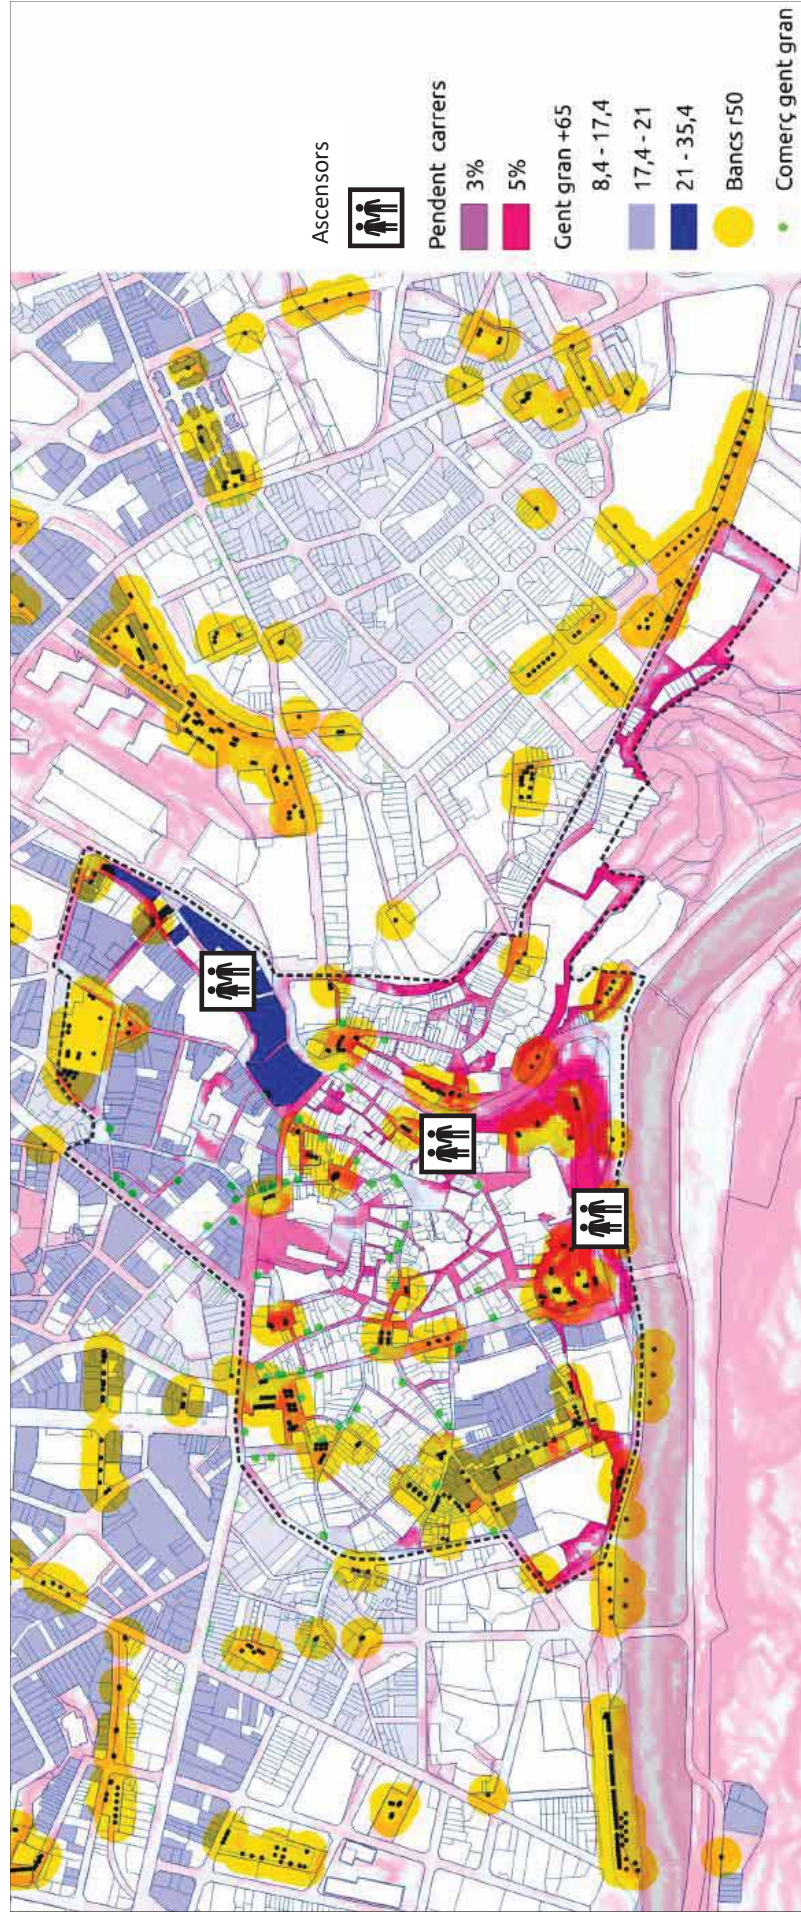 Ascensors
Pendent carrers
3%
5%
Gent gran +65
8,4 - 17,4
17,4 - 21
21 - 35,4
Bancs r50
Comerç gent gran